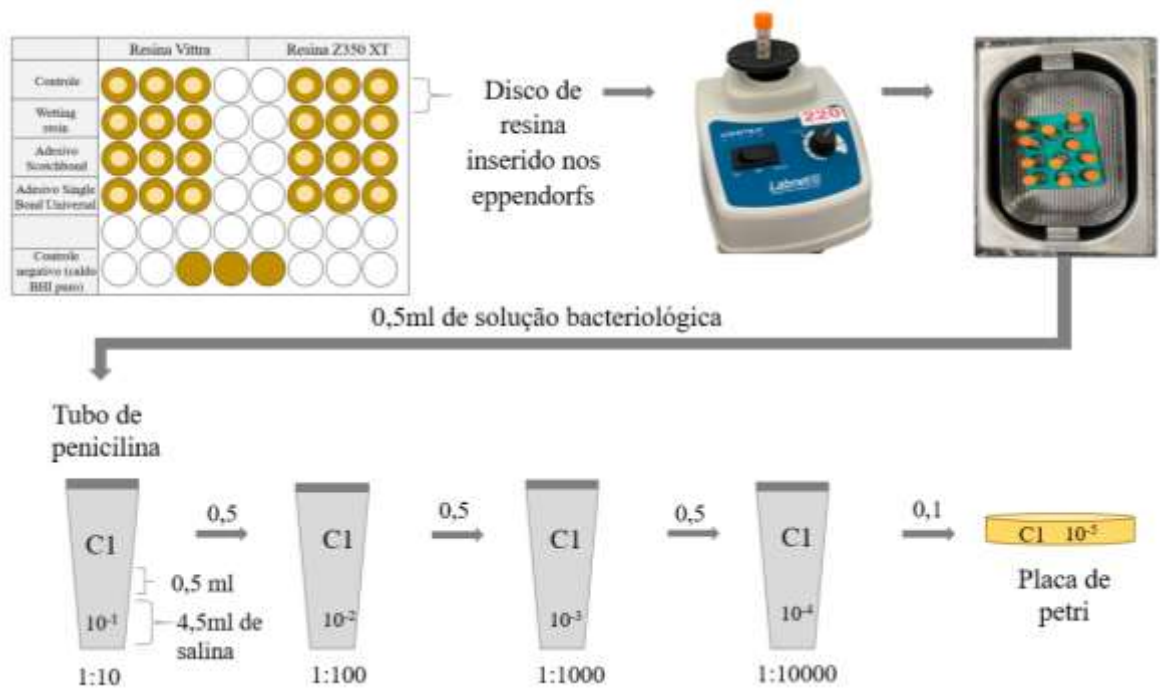 Resina Vittra Resina Z350 XT
Controle
Wetting
resin
Adesivo
Scotchbond
Adesivo Single
Bond Universal
Controle
negativo (caldo
BHI puro)
Disco de
resina
inserido nos
eppendorfs
220
Labnet
0,5ml de solução bacteriológica
Tubo de
penicilina
C1
10-1
0,5 ml
4,5ml de
salina
1:10
0,5
C1
10-2
1:100
0,5
C1
10-3
1:1000
0,5
C1
10-4
1:10000
0,1
C1 10-5
Placa de
petri